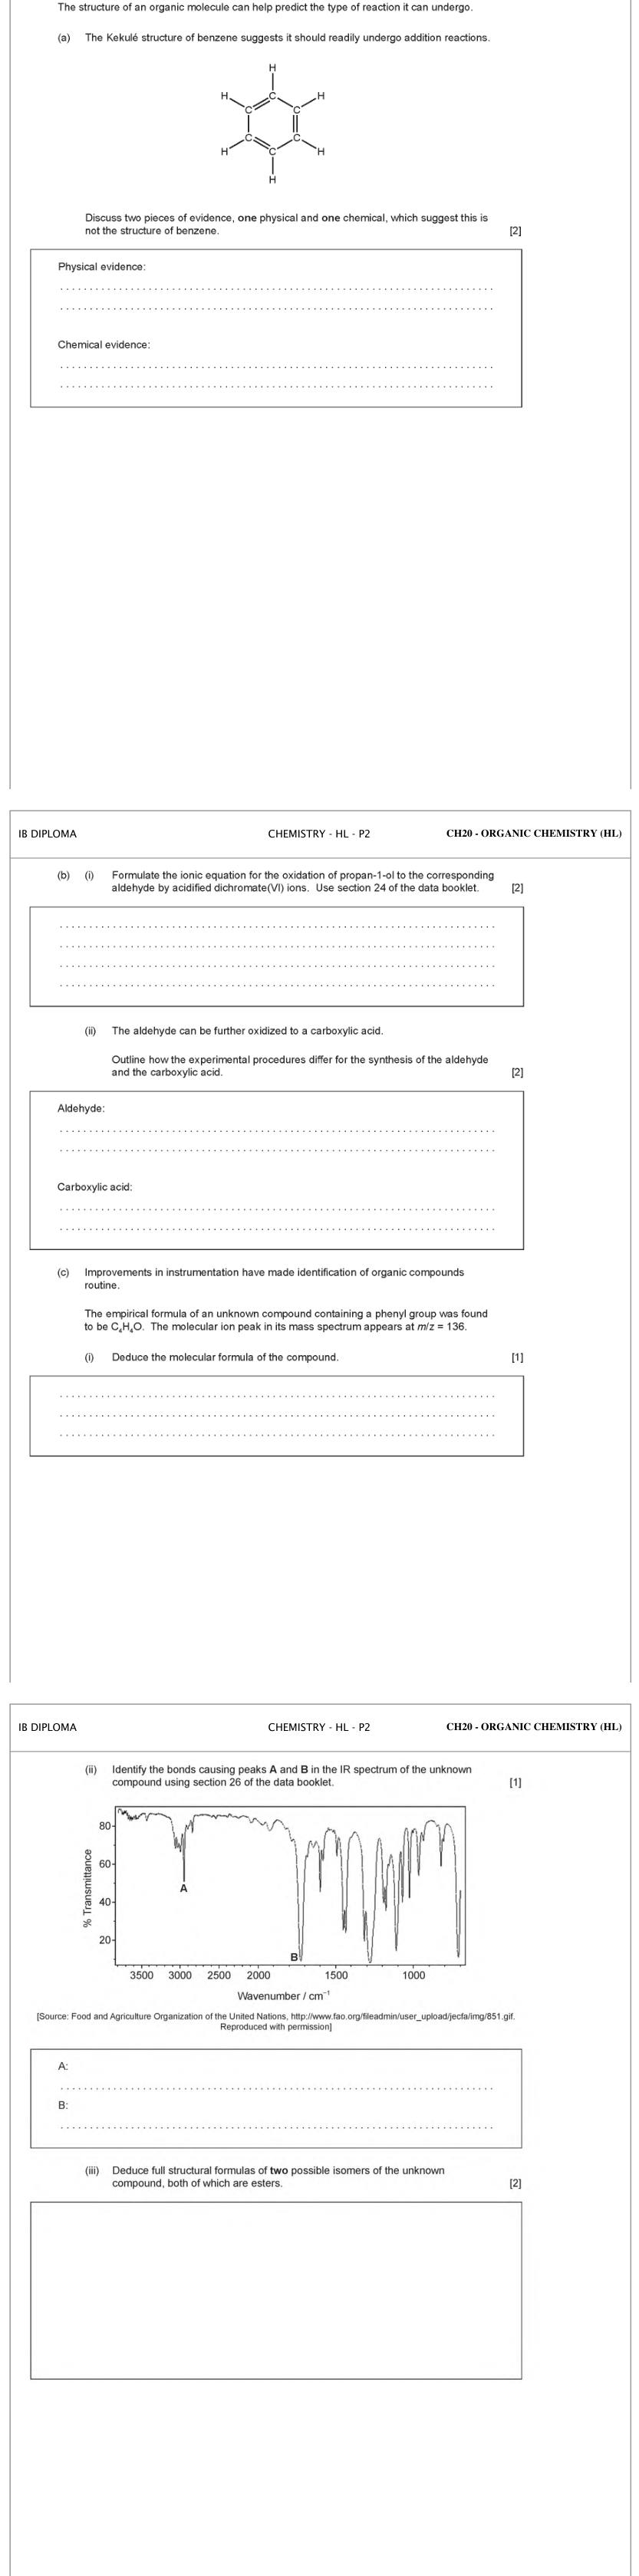 The structure of an organic molecule can help predict the type of reaction it can undergo.
(a) The Kekulé structure of benzene suggests it should readily undergo addition reactions.
H
H C H
C C
C C
H C H
H
Discuss two pieces of evidence, one physical and one chemical, which suggest this is
not the structure of benzene. [2]
Physical evidence:
Chemical evidence:
IB DIPLOMA CHEMISTRY - HL - P2 CH20 - ORGANIC CHEMISTRY (HL)
(b) (i) Formulate the ionic equation for the oxidation of propan-1-ol to the corresponding
aldehyde by acidified dichromate(VI) ions. Use section 24 of the data booklet. [2]
(ii) The aldehyde can be further oxidized to a carboxylic acid.
Outline how the experimental procedures differ for the synthesis of the aldehyde
and the carboxylic acid. [2]
Aldehyde:
Carboxylic acid:
(c) Improvements in instrumentation have made identification of organic compounds
routine.
The empirical formula of an unknown compound containing a phenyl group was found
to be C₄H₄O. The molecular ion peak in its mass spectrum appears at m/z = 136.
(i) Deduce the molecular formula of the compound. [1]
IB DIPLOMA CHEMISTRY - HL - P2 CH20 - ORGANIC CHEMISTRY (HL)
(ii) Identify the bonds causing peaks A and B in the IR spectrum of the unknown
compound using section 26 of the data booklet. [1]
80
60
40
20
% Transmittance
A
B
3500 3000 2500 2000 1500 1000
Wavenumber / cm⁻¹
[Source: Food and Agriculture Organization of the United Nations, http://www.fao.org/fileadmin/user_upload/jecfa/img/851.gif.
Reproduced with permission]
A:
B:
(iii) Deduce full structural formulas of two possible isomers of the unknown
compound, both of which are esters. [2]